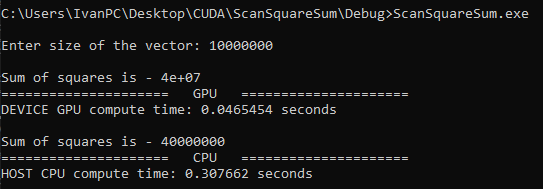 C:\Users\IvanPC\Desktop\CUDA\ScanSquareSum\Debug>ScanSquareSum.exe
Enter size of the vector: 10000000
Sum of squares is - 4e+07
===================== GPU =====================
DEVICE GPU compute time: 0.0465454 seconds
Sum of squares is - 40000000
===================== CPU =====================
HOST CPU compute time: 0.307662 seconds